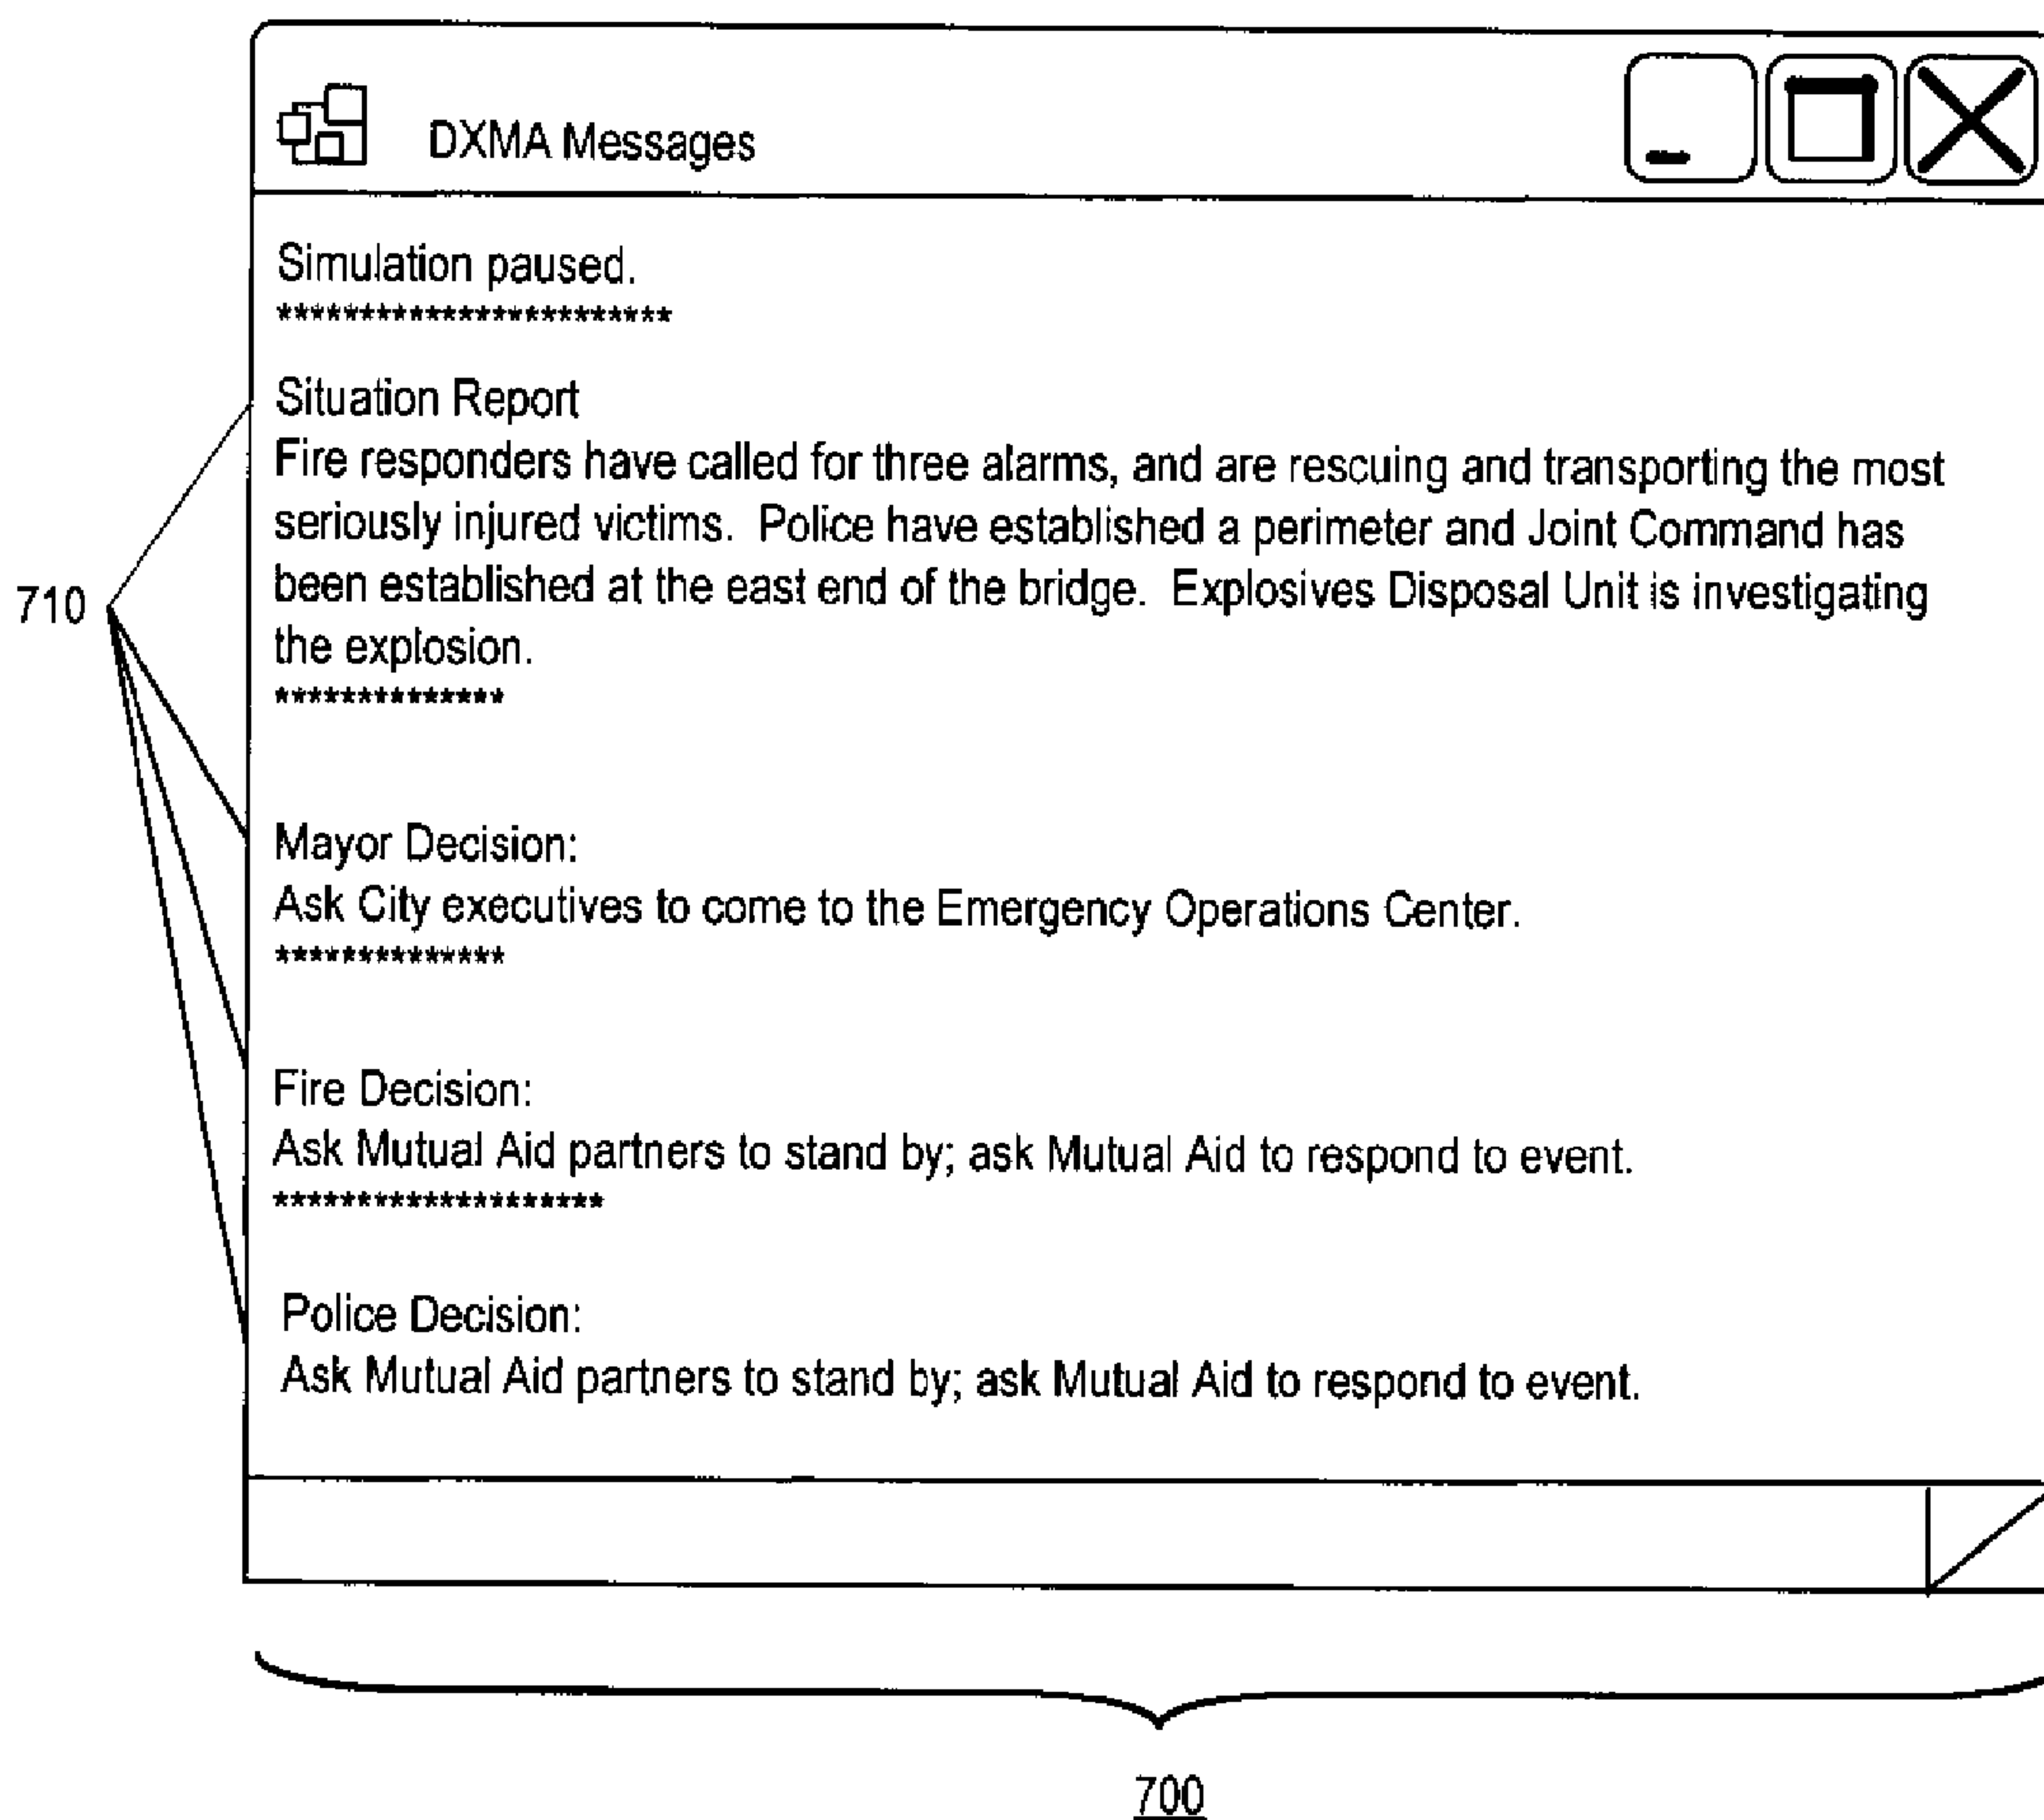 DXMA Messages
Simulation paused.
************************
Situation Report
Fire responders have called for three alarms, and are rescuing and transporting the most
seriously injured victims.  Police have established a perimeter and Joint Command has
been established at the east end of the bridge.  Explosives Disposal Unit is investigating
the explosion.
**************
710
Mayor Decision:
Ask City executives to come to the Emergency Operations Center.
**************
Fire Decision:
Ask Mutual Aid partners to stand by; ask Mutual Aid to respond to event.
********************
Police Decision:
Ask Mutual Aid partners to stand by; ask Mutual Aid to respond to event.
700